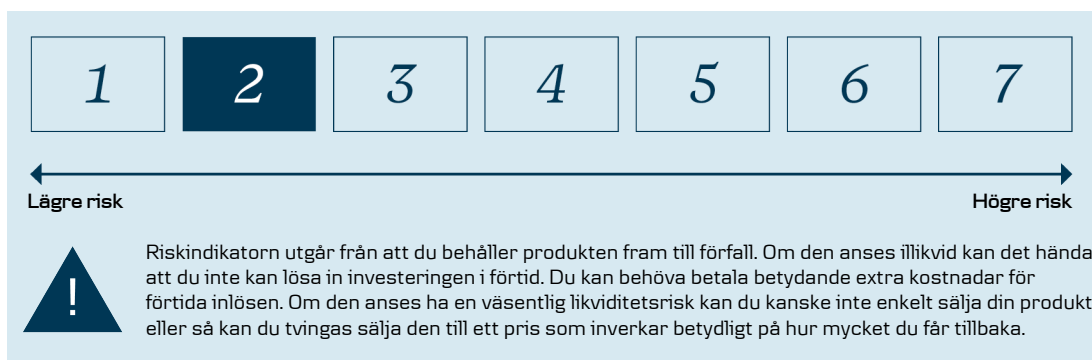 1 2 3 4 5 6 7
Lägre risk Högre risk
Riskindikatorn utgår från att du behåller produkten fram till förfall. Om den anses illikvid kan det hända
att du inte kan lösa in investeringen i förtid. Du kan behöva betala betydande extra kostnadar för
förtida inlösen. Om den anses ha en väsentlig likviditetsrisk kan du kanske inte enkelt sälja din produkt
eller så kan du tvingas sälja den till ett pris som inverkar betydligt på hur mycket du får tillbaka.